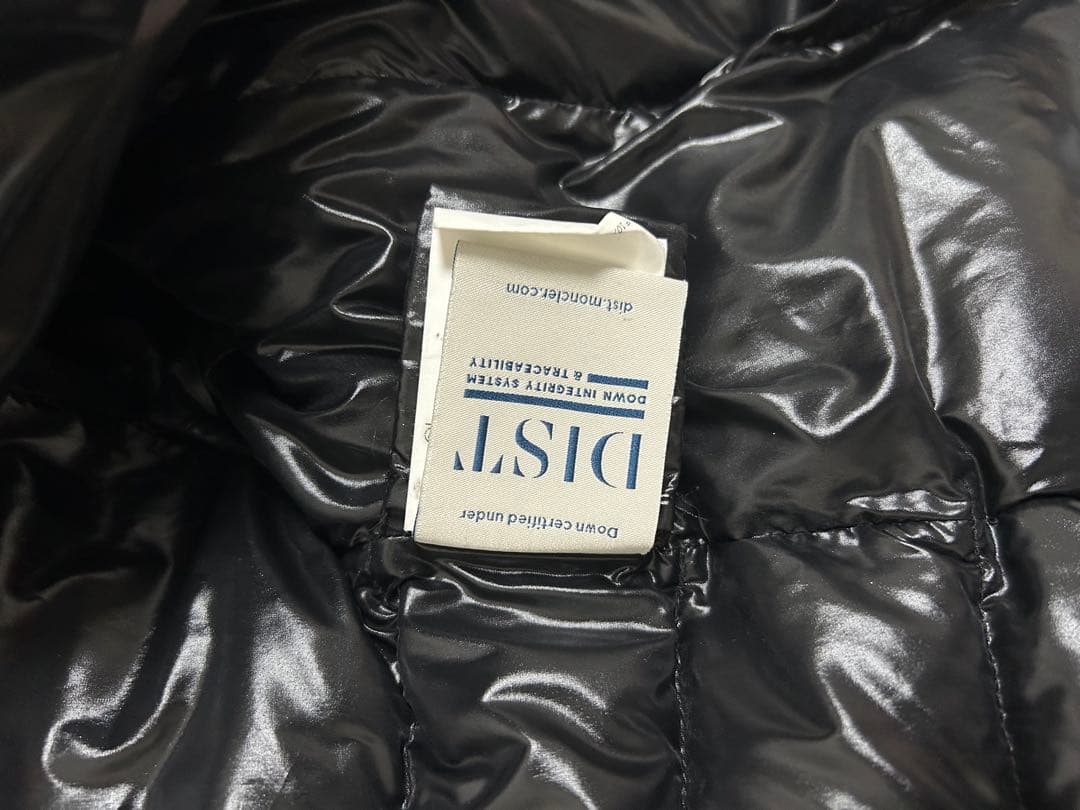 Down certified under
DIST
DOWN INTEGRITY SYSTEM
& TRACEABILITY
dist.moncler.com